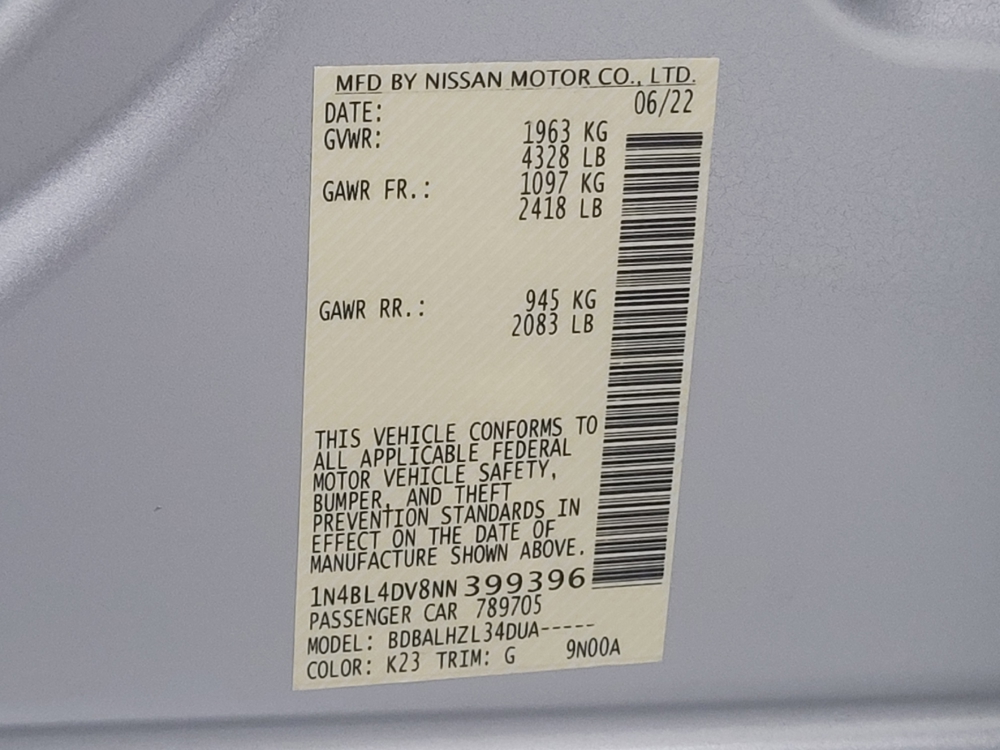 MFD BY NISSAN MOTOR CO., LTD.
DATE: 06/22
GVWR: 1963 KG
4328 LB
GAWR FR.: 1097 KG
2418 LB
GAWR RR.: 945 KG
2083 LB
THIS VEHICLE CONFORMS TO
ALL APPLICABLE FEDERAL
MOTOR VEHICLE SAFETY,
BUMPER, AND THEFT
PREVENTION STANDARDS IN
EFFECT ON THE DATE OF
MANUFACTURE SHOWN ABOVE.
1N4BL4DV8NN399396
PASSENGER CAR 789705
MODEL: BDBALHZL34DUA-----
COLOR: K23 TRIM: G 9N00A